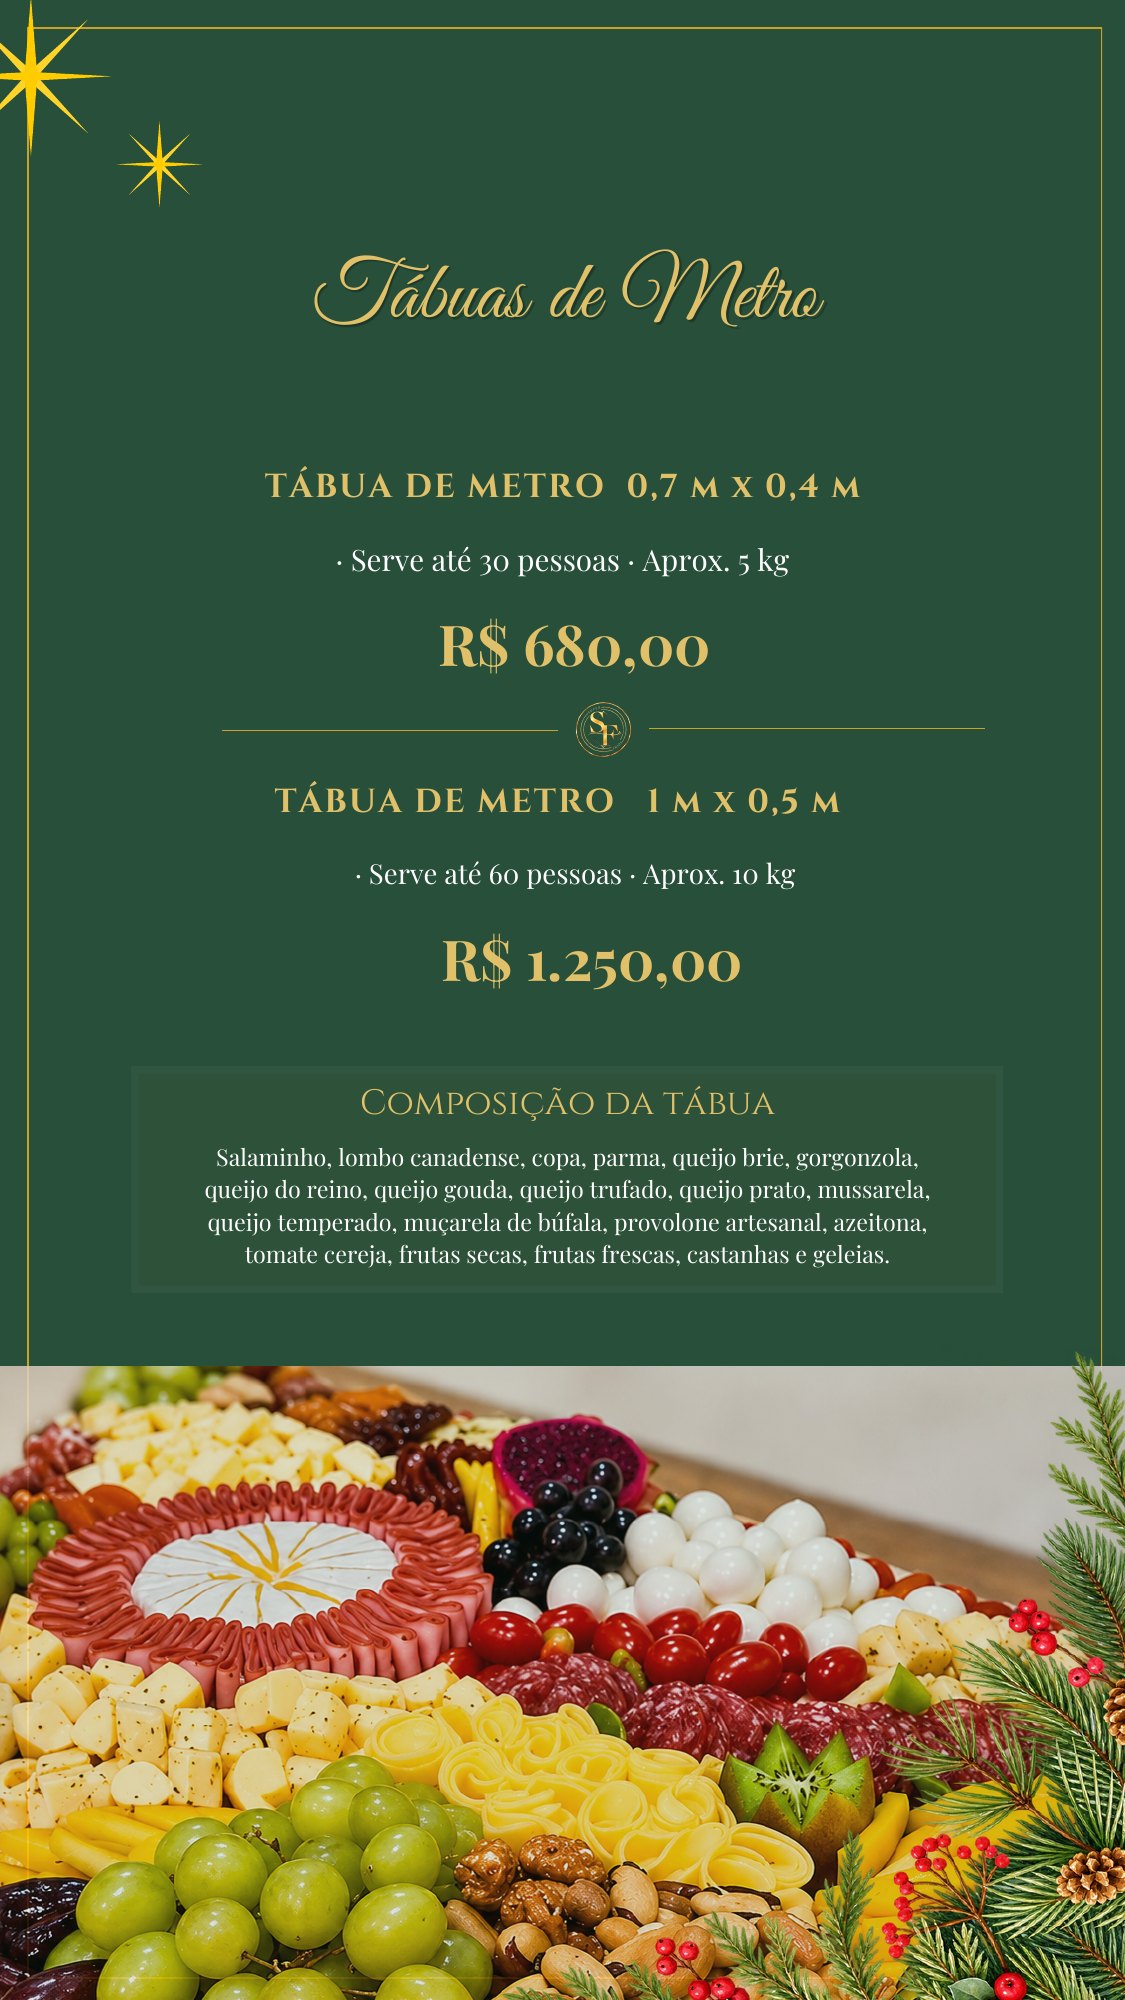 Tábuas de Metro
TÁBUA DE METRO 0,7 M X 0,4 M
· Serve até 30 pessoas · Aprox. 5 kg
R$ 680,00
SF
TÁBUA DE METRO 1 M X 0,5 M
· Serve até 60 pessoas · Aprox. 10 kg
R$ 1.250,00
Composição da tábua
Salaminho, lombo canadense, copa, parma, queijo brie, gorgonzola,
queijo do reino, queijo gouda, queijo trufado, queijo prato, mussarela,
queijo temperado, muçarela de búfala, provolone artesanal, azeitona,
tomate cereja, frutas secas, frutas frescas, castanhas e geleias.